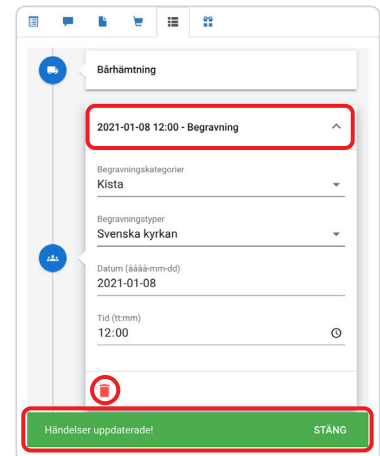 Bårhämtning
2021-01-08 12:00 - Begravning
Begravningskategorier
Kista
Begravningstyper
Svenska kyrkan
Datum (åååå-mm-dd)
2021-01-08
Tid (tt:mm)
12:00
Händelser uppdaterade! STÄNG